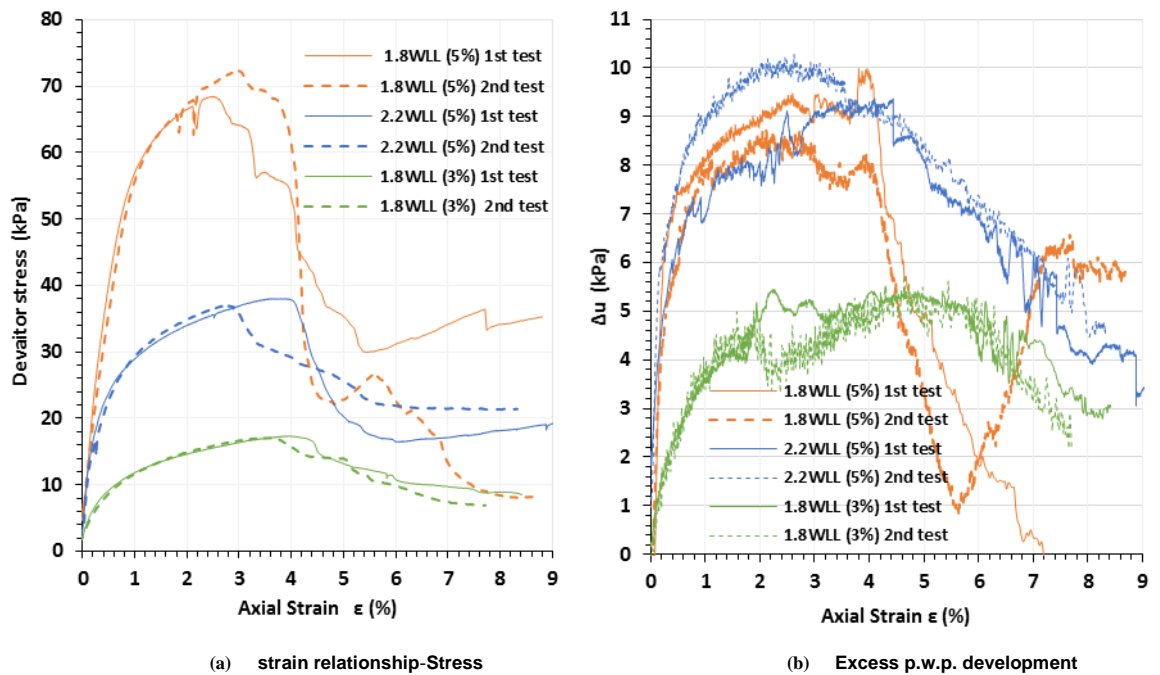 80
70
60
50
40
30
20
10
0
Devaitor stress (kPa)
1.8WLL (5%) 1st test
1.8WLL (5%) 2nd test
2.2WLL (5%) 1st test
2.2WLL (5%) 2nd test
1.8WLL (3%) 1st test
1.8WLL (3%) 2nd test
0 1 2 3 4 5 6 7 8 9
Axial Strain ε (%)
(a) strain relationship-Stress
11
10
9
8
7
6
5
4
3
2
1
0
Δu (kPa)
1.8WLL (5%) 1st test
1.8WLL (5%) 2nd test
2.2WLL (5%) 1st test
2.2WLL (5%) 2nd test
1.8WLL (3%) 1st test
1.8WLL (3%) 2nd test
0 1 2 3 4 5 6 7 8 9
Axial Strain ε (%)
(b) Excess p.w.p. development